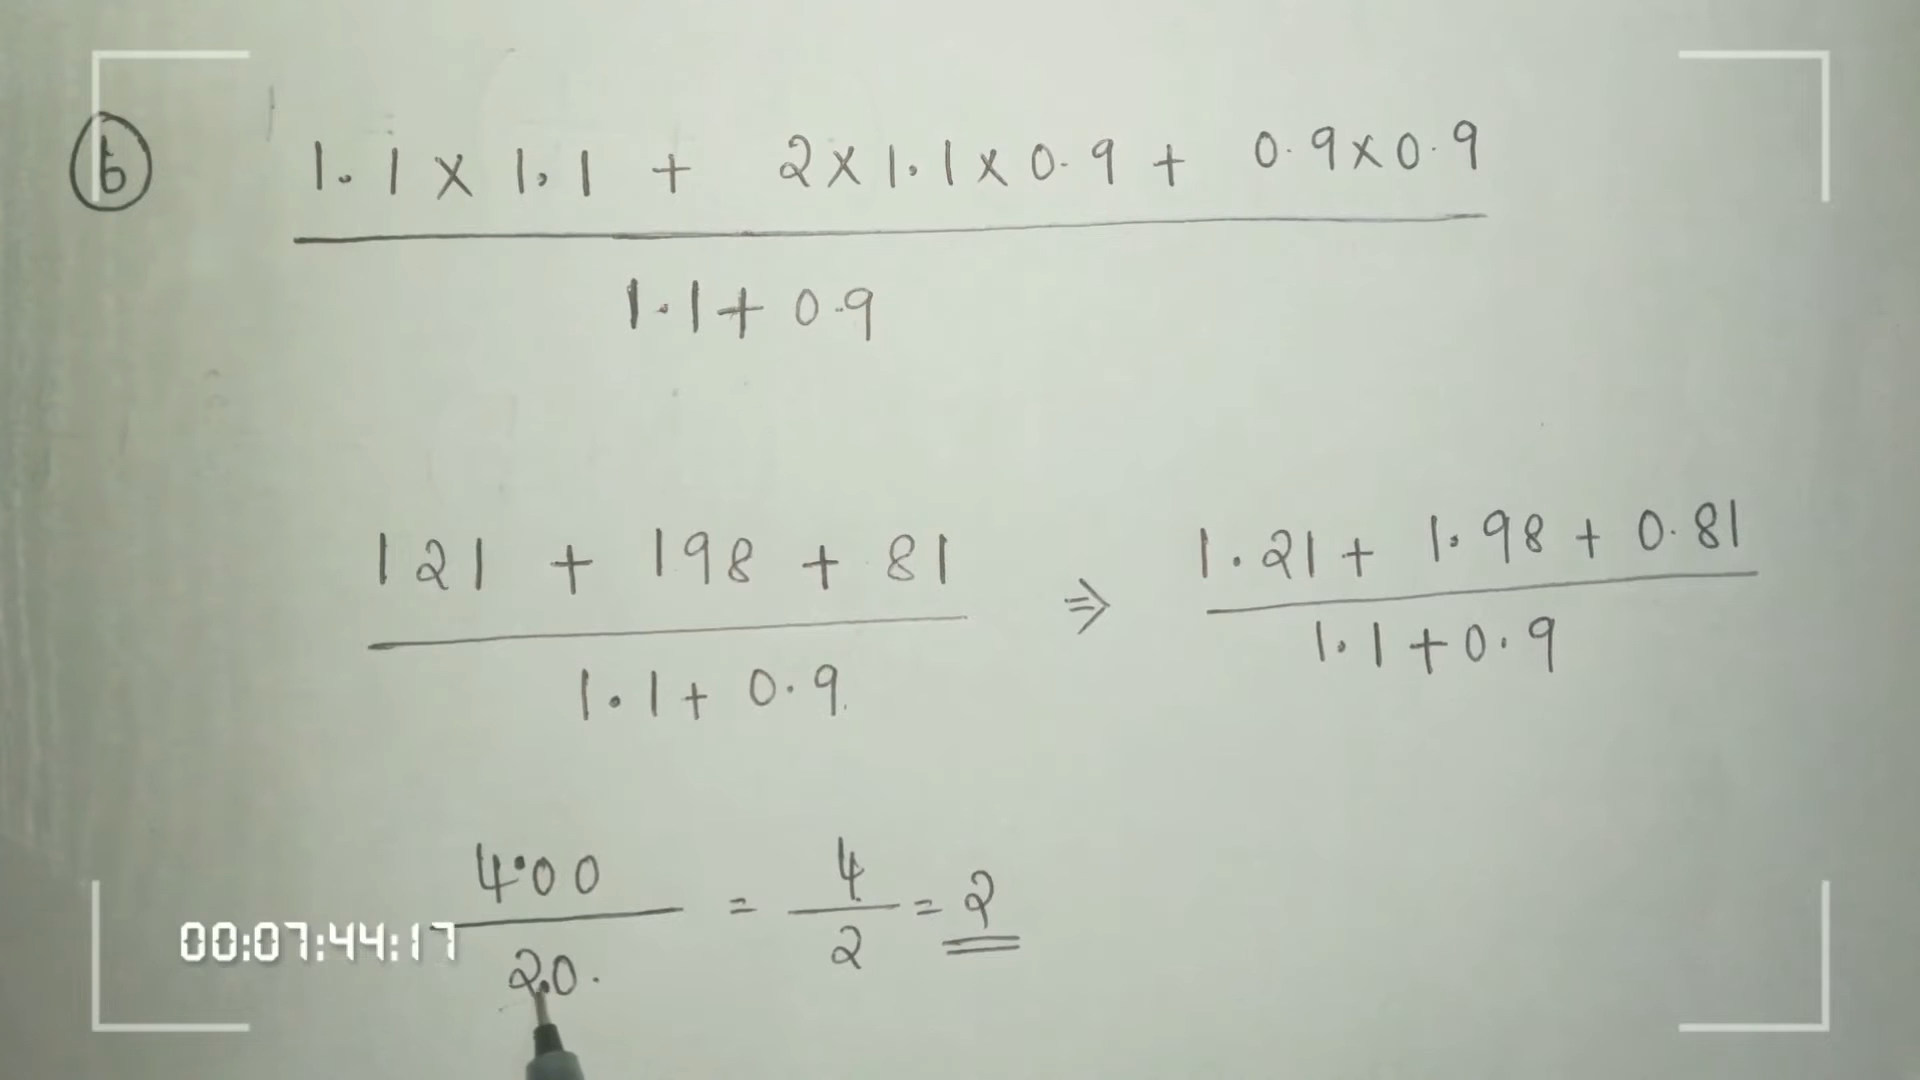 6
1.1 x 1.1 + 2 x 1.1 x 0.9 + 0.9 x 0.9
1.1 + 0.9
121 + 198 + 81 ⇒ 1.21 + 1.98 + 0.81
1.1 + 0.9 1.1 + 0.9
4.00 = 4 = 2
2.0. 2
00:07:44:17